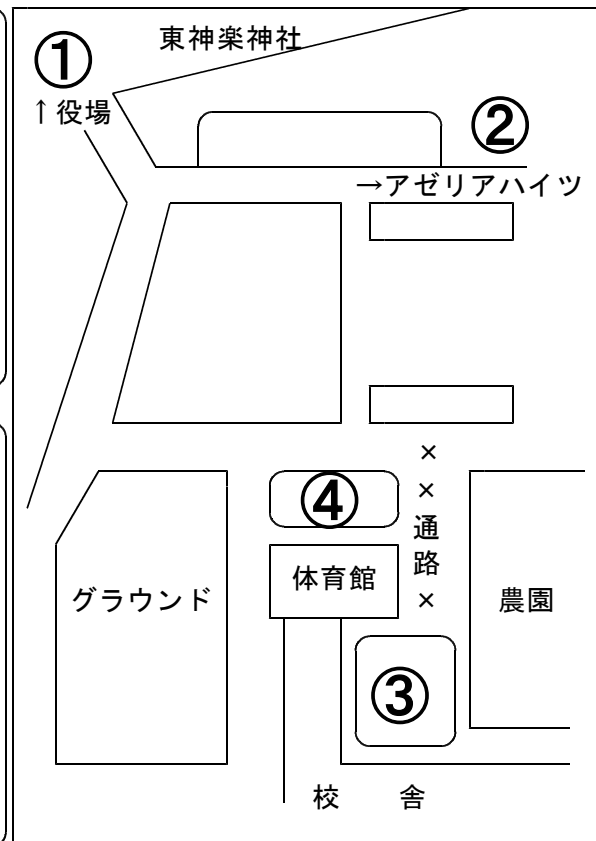 東神楽神社
①
↑役場
②
→アゼリアハイツ
×
×
通
路
×
④
体育館
グラウンド
農園
③
校 舎